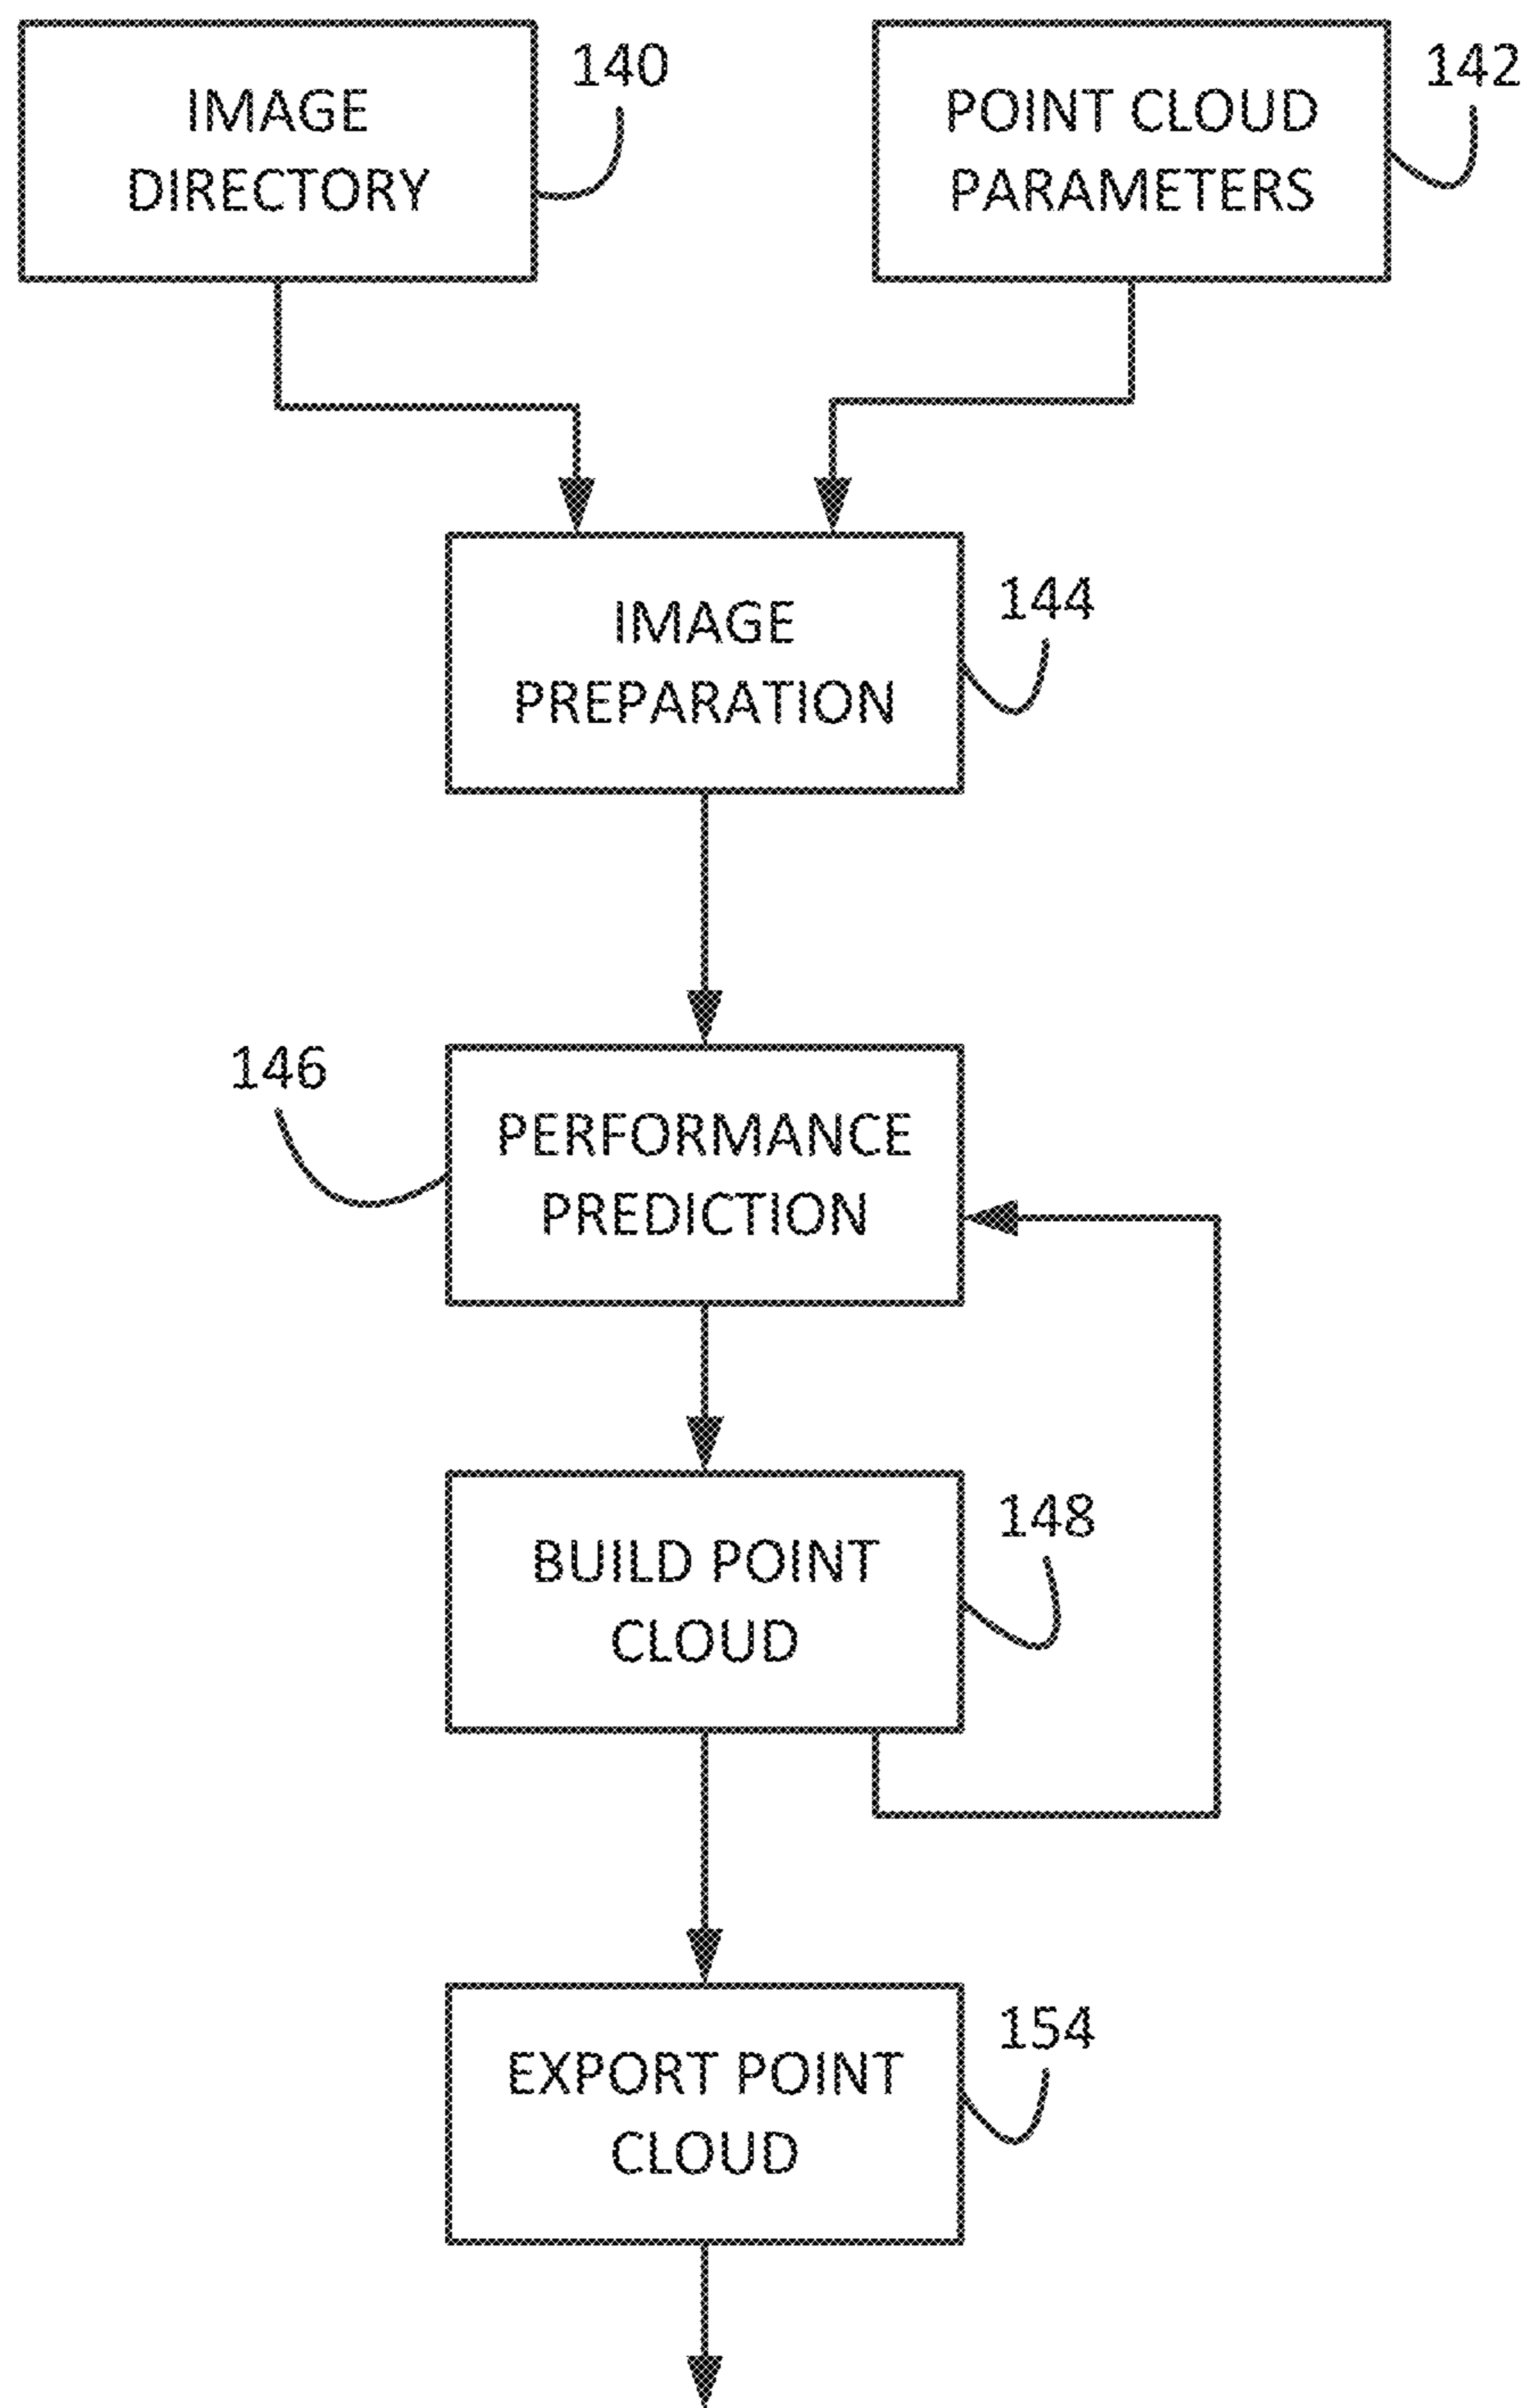 IMAGE
DIRECTORY
140
POINT CLOUD
PARAMETERS
142
IMAGE
PREPARATION
144
146
PERFORMANCE
PREDICTION
BUILD POINT
CLOUD
148
EXPORT POINT
CLOUD
154